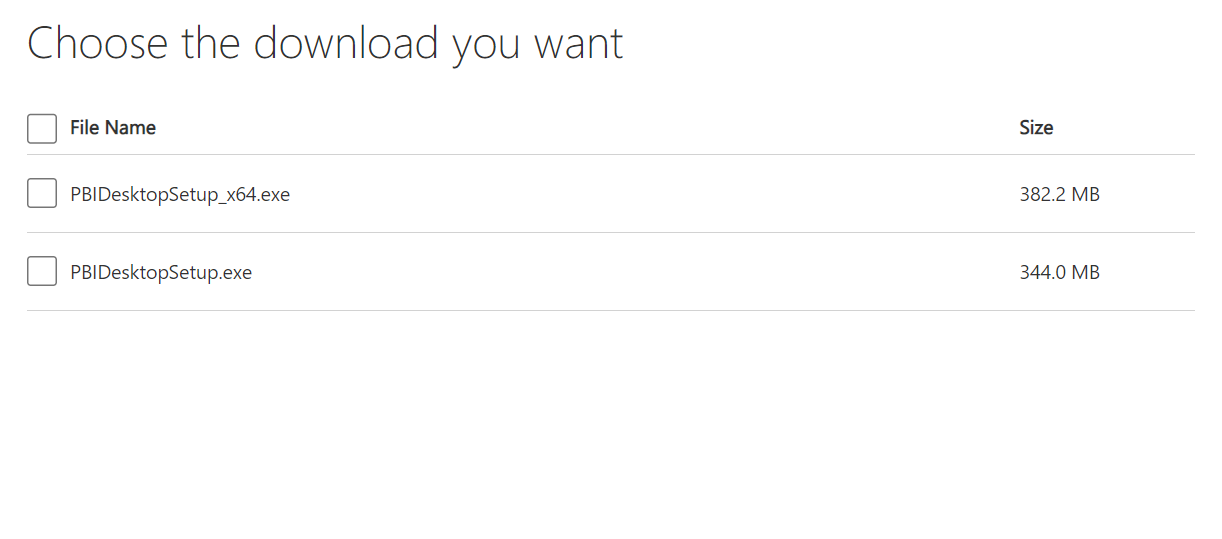 Choose the download you want
File Name Size
PBIDesktopSetup_x64.exe 382.2 MB
PBIDesktopSetup.exe 344.0 MB